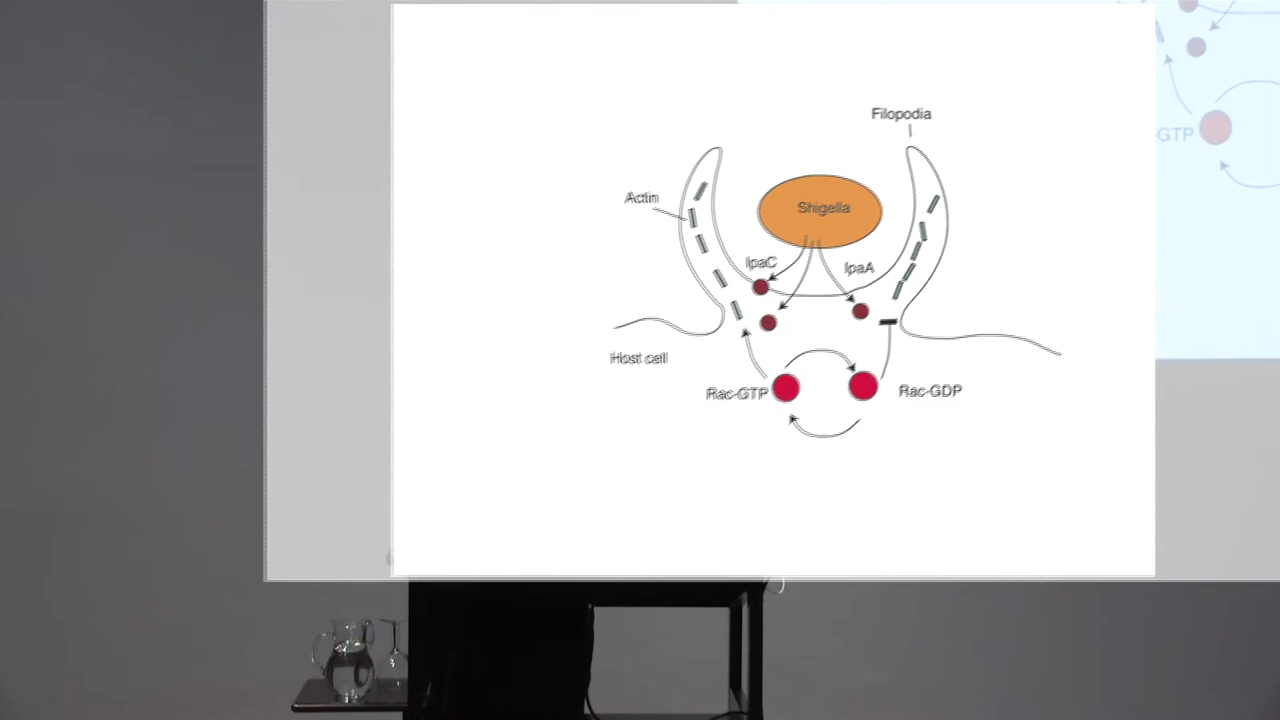 Filopodia
Actin
Shigella
IpaC
IpaA
Host cell
Rac-GTP
Rac-GDP
GTP